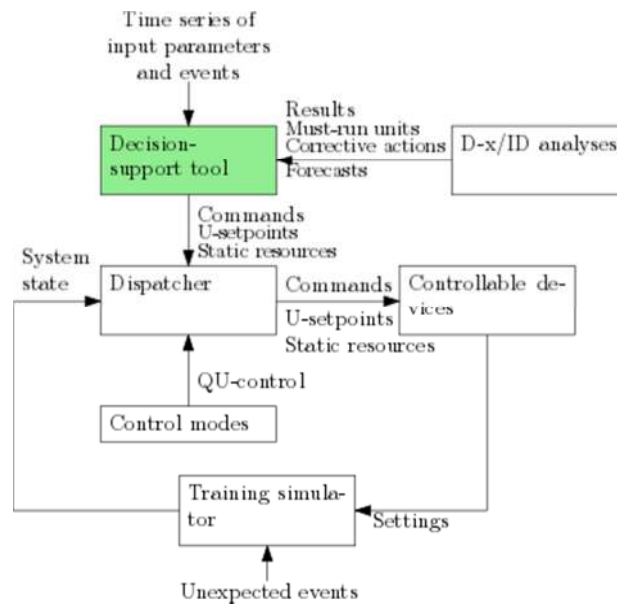 Time series of
input parameters
and events
Results
Must-run units
Corrective actions
Forecasts
Decision-
support tool
D-x/ID analyses
Commands
U-setpoints
Static resources
System
state
Dispatcher
Commands
U-setpoints
Static resources
Controllable de-
vices
QU-control
Control modes
Training simula-
tor
Settings
Unexpected events